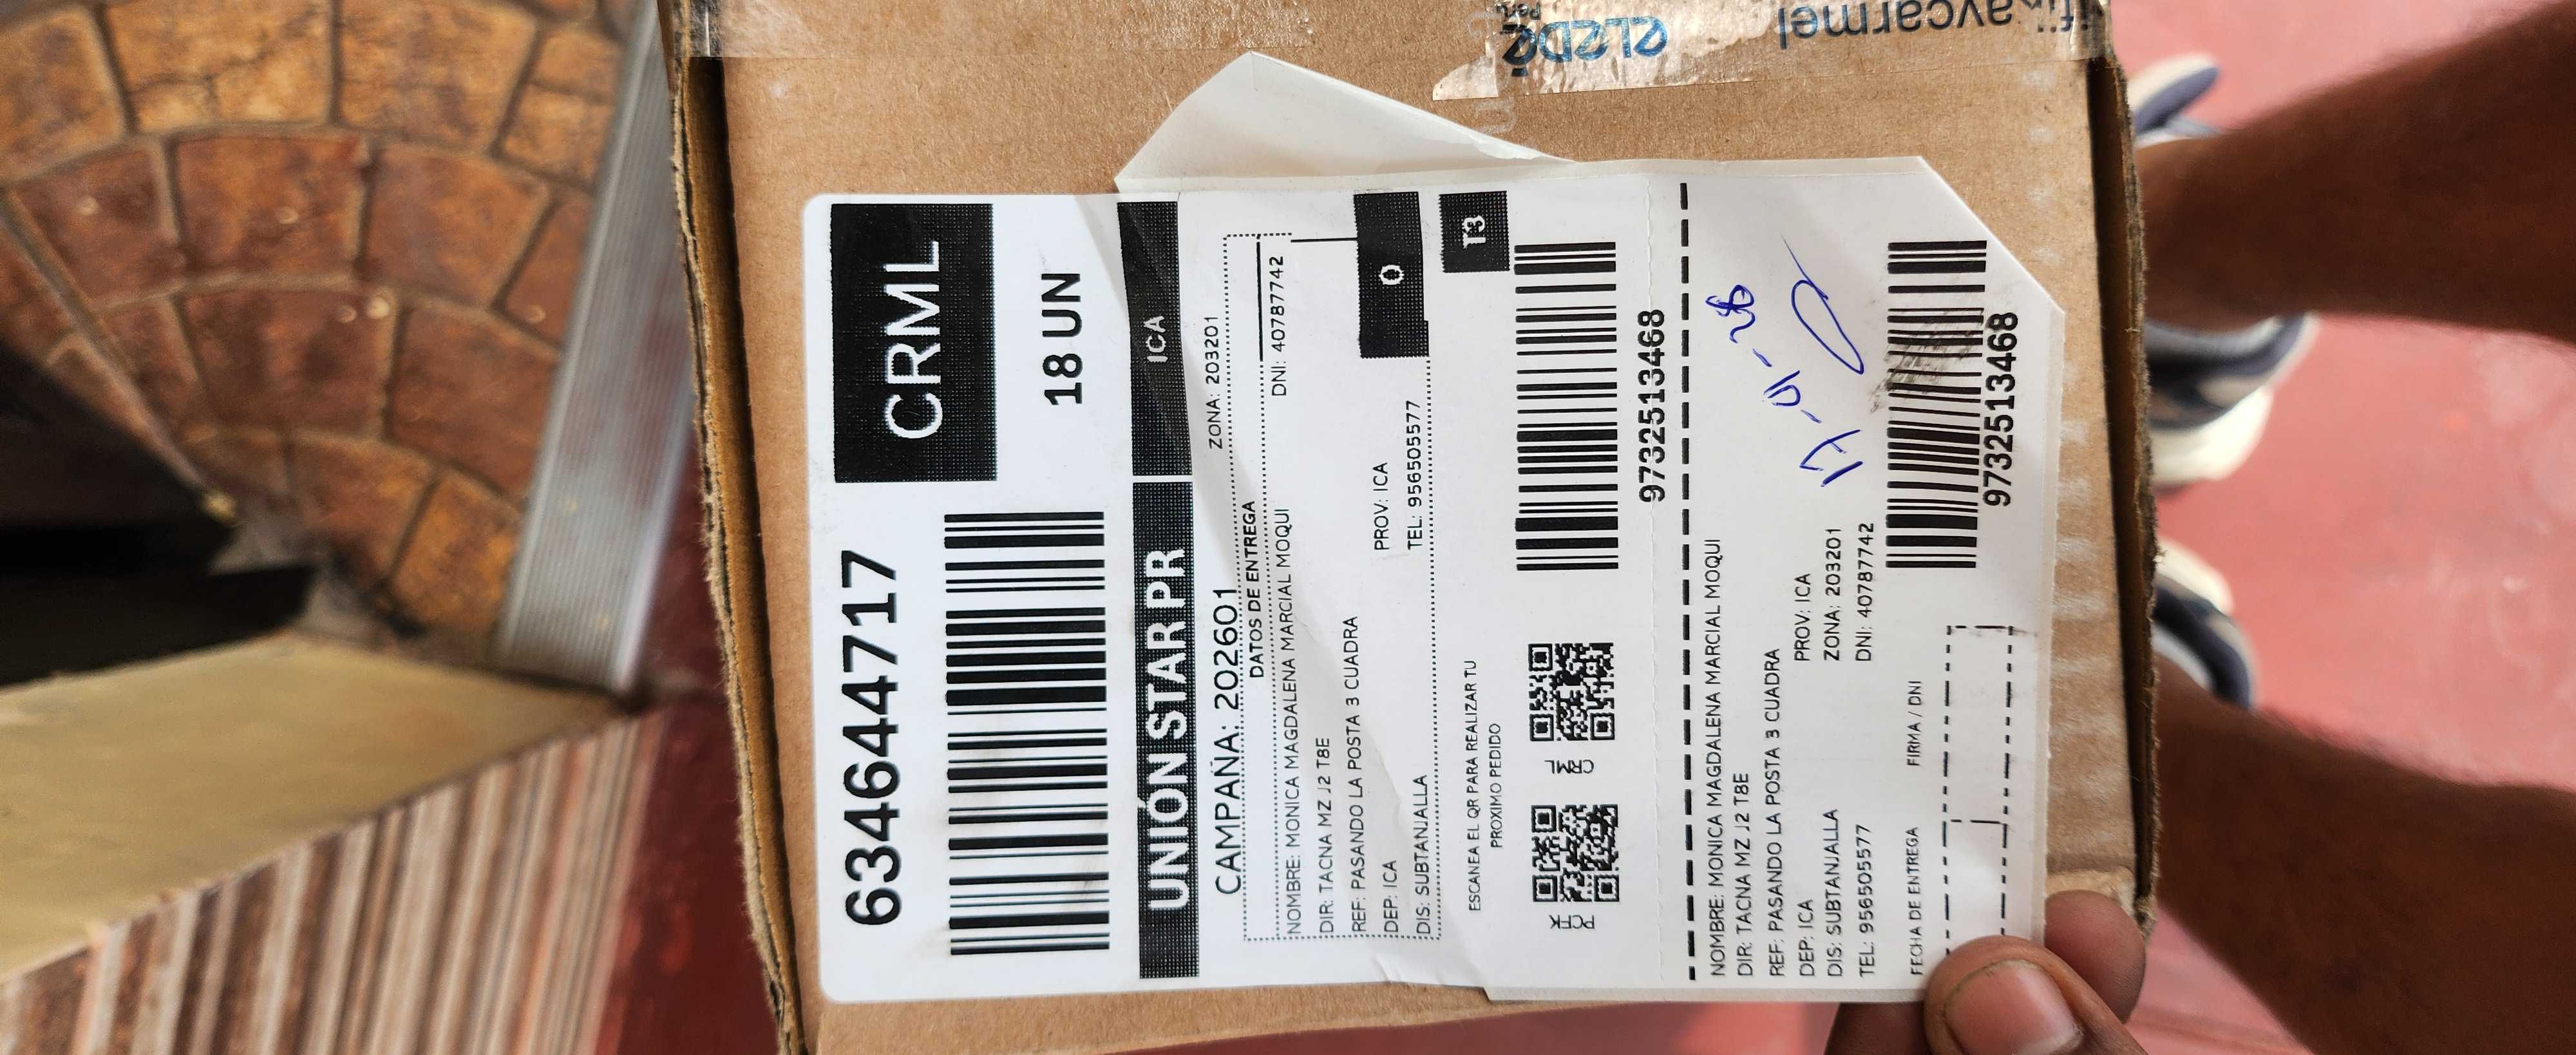 6346447177
CRML
18 UN
UNIÓN STAR PR
ICA
CAMPAÑA: 202601
ZONA: 203201
DATOS DE ENTREGA
NOMBRE: MONICA MAGDALENA MARCIAL MOQUI
DNI: 40787742
DIR: TACNA MZ J2 T8E
REF: PASANDO LA POSTA 3 CUADRA
DEP: ICA
PROV: ICA
DIS: SUBTANJALLA
TEL: 956505577
0
T3
ESCANEA EL QR PARA REALIZAR TU
PROXIMO PEDIDO
CRML
9732513468
NOMBRE: MONICA MAGDALENA MARCIAL MOQUI
DIR: TACNA MZ J2 T8E
REF: PASANDO LA POSTA 3 CUADRA
DEP: ICA
PROV: ICA
DIS: SUBTANJALLA
ZONA: 203201
TEL: 956505577
DNI: 40787742
FECHA DE ENTREGA
FIRMA / DNI
9732513468